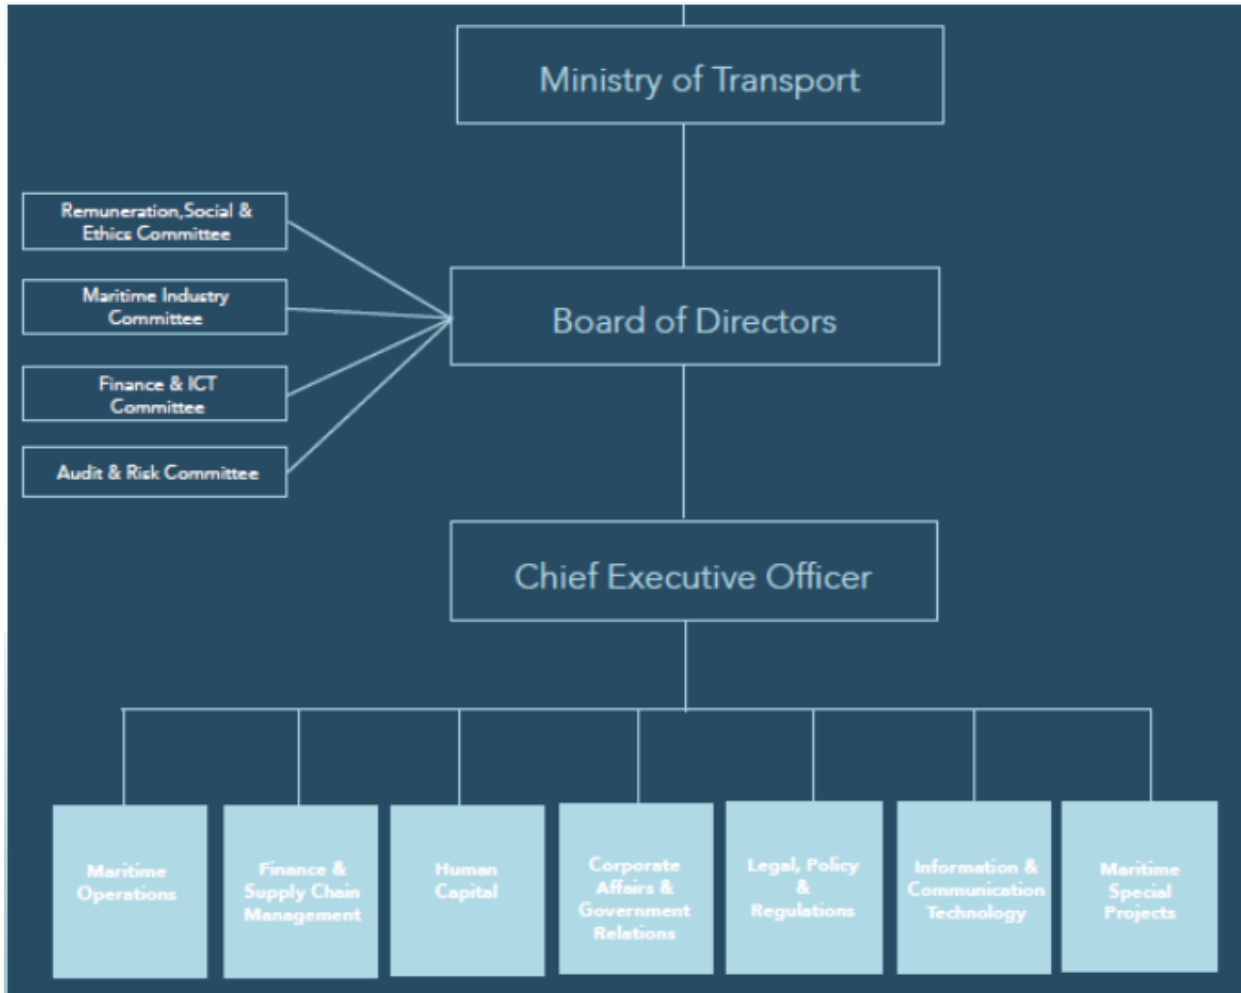 Ministry of Transport
Remuneration,Social &
Ethics Committee
Maritime Industry
Committee
Finance & ICT
Committee
Audit & Risk Committee
Board of Directors
Chief Executive Officer
Maritime
Operations
Finance &
Supply Chain
Management
Human
Capital
Corporate
Affairs &
Government
Relations
Legal, Policy
&
Regulations
Information &
Communication
Technology
Maritime
Special
Projects